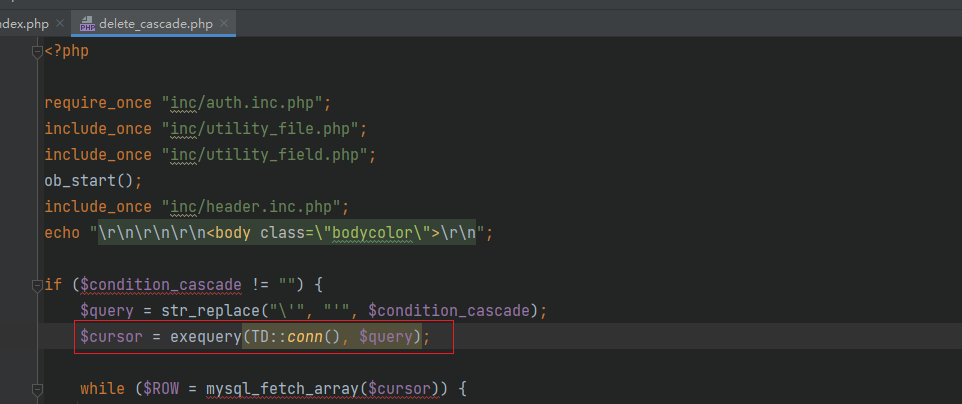 ndex.php × delete_cascade.php ×
<?php
require_once "inc/auth.inc.php";
include_once "inc/utility_file.php";
include_once "inc/utility_field.php";
ob_start();
include_once "inc/header.inc.php";
echo "\r\n\r\n\r\n<body class=\"bodycolor\">\r\n";
if ($condition_cascade != "") {
$query = str_replace("\'", "'", $condition_cascade);
$cursor = exequery(TD::conn(), $query);
while ($ROW = mysql_fetch_array($cursor)) {